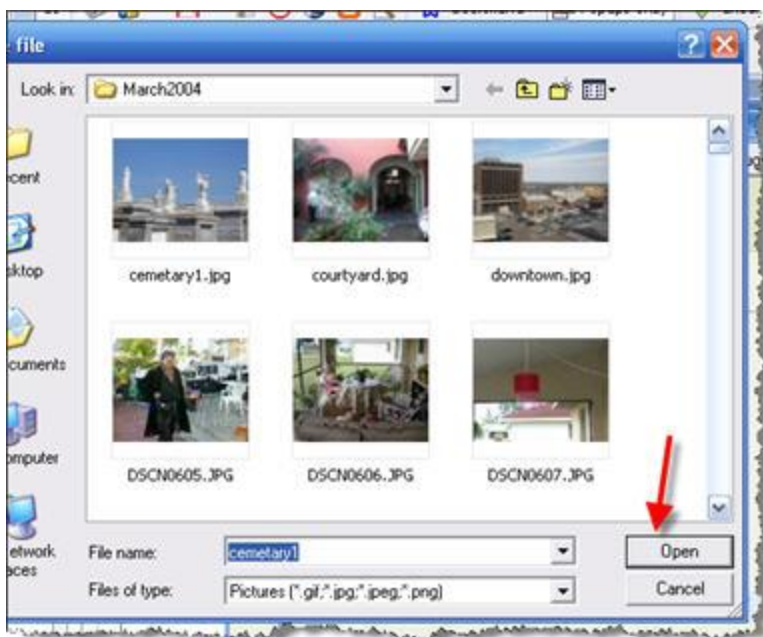 file
Look in: March2004
ecent
sktop
cuments
omputer
etwork
aces
cemetary1.jpg courtyard.jpg downtown.jpg
DSCN0605.JPG DSCN0606.JPG DSCN0607.JPG
File name: cemetary1 Open
Files of type: Pictures (*.gif;*.jpg;*.jpeg;*.png) Cancel